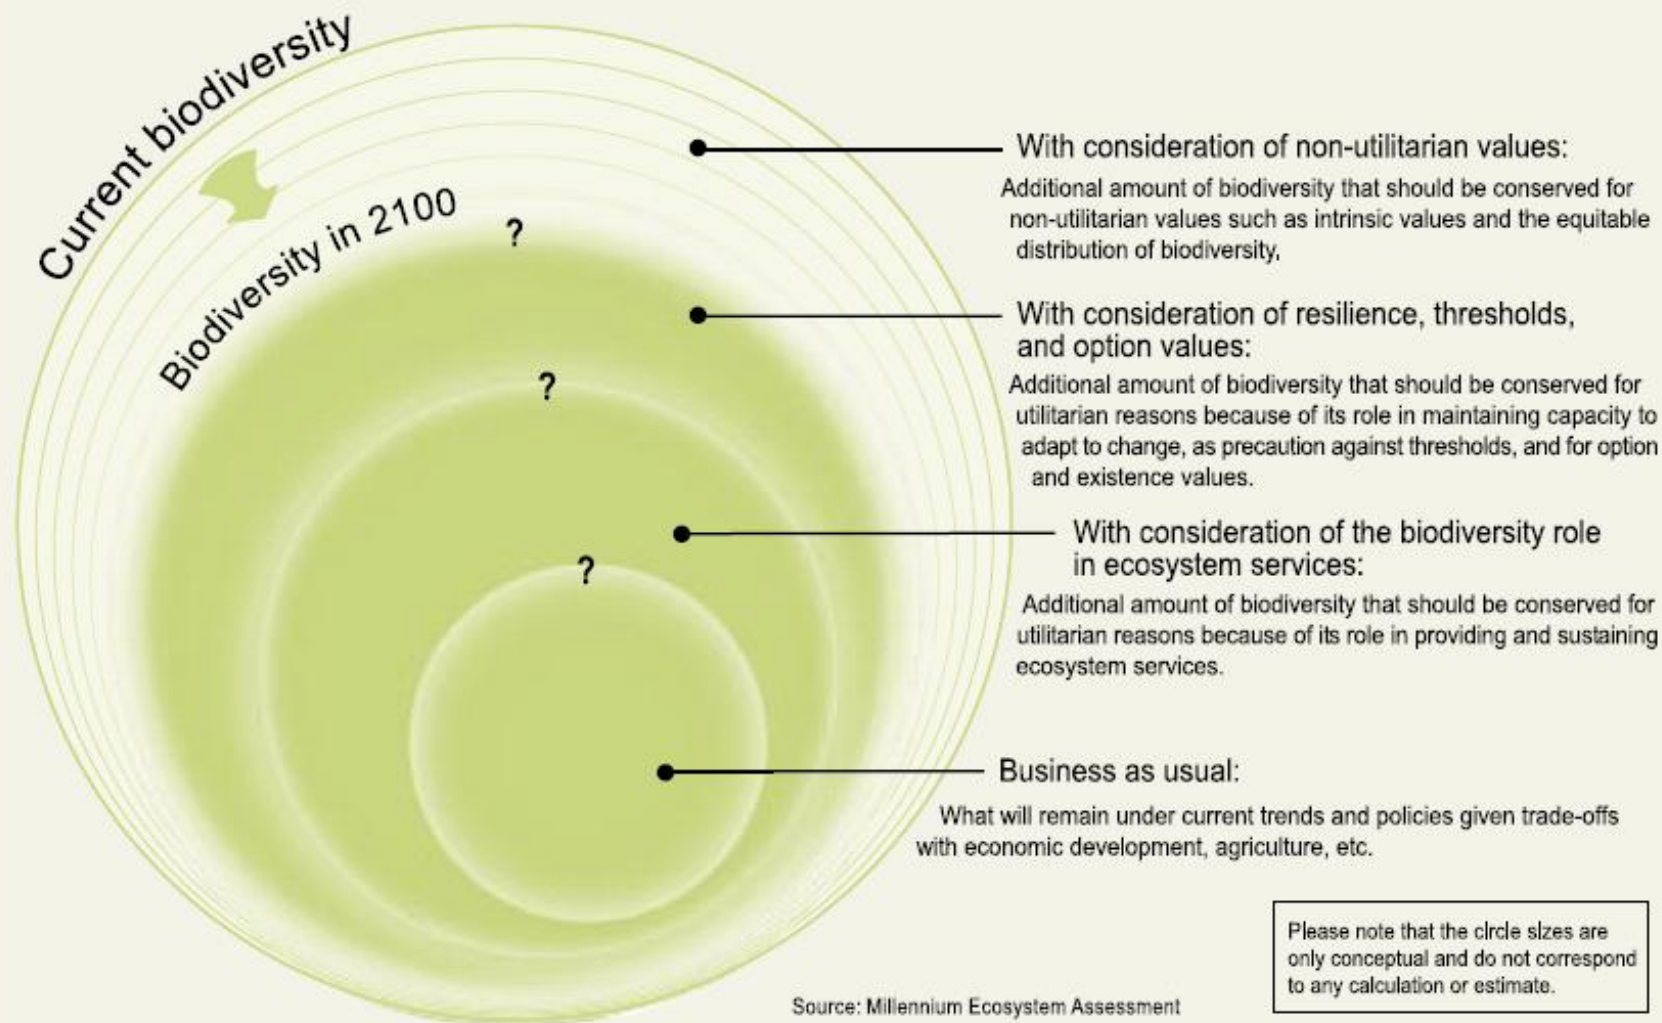 Current biodiversity
Biodiversity in 2100
?
?
?
With consideration of non-utilitarian values:
Additional amount of biodiversity that should be conserved for
non-utilitarian values such as intrinsic values and the equitable
distribution of biodiversity.
With consideration of resilience, thresholds,
and option values:
Additional amount of biodiversity that should be conserved for
utilitarian reasons because of its role in maintaining capacity to
adapt to change, as precaution against thresholds, and for option
and existence values.
With consideration of the biodiversity role
in ecosystem services:
Additional amount of biodiversity that should be conserved for
utilitarian reasons because of its role in providing and sustaining
ecosystem services.
Business as usual:
What will remain under current trends and policies given trade-offs
with economic development, agriculture, etc.
Please note that the circle sizes are
only conceptual and do not correspond
to any calculation or estimate.
Source: Millennium Ecosystem Assessment